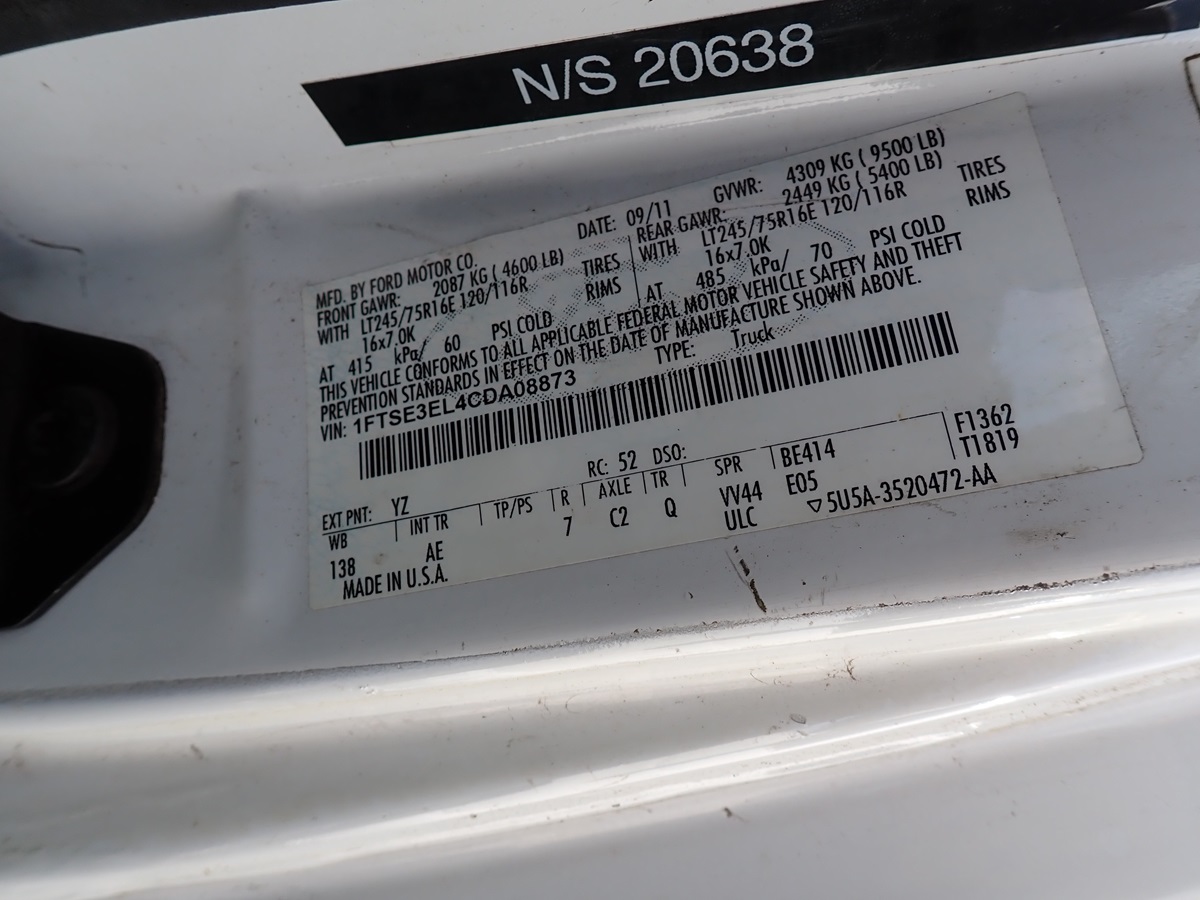 N/S 20638
MFD. BY FORD MOTOR CO. DATE: 09/11 GVWR: 4309 KG ( 9500 LB)
FRONT GAWR: 2087 KG ( 4600 LB) REAR GAWR: 2449 KG ( 5400 LB)
WITH LT245/75R16E 120/116R TIRES WITH LT245/75R16E 120/116R TIRES
16x7.0K RIMS 16x7.0K RIMS
AT 415 kPa/ 60 PSI COLD AT 485 kPa/ 70 PSI COLD
THIS VEHICLE CONFORMS TO ALL APPLICABLE FEDERAL MOTOR VEHICLE SAFETY AND THEFT
PREVENTION STANDARDS IN EFFECT ON THE DATE OF MANUFACTURE SHOWN ABOVE.
VIN: 1FTSE3EL4CDA08873 TYPE: Truck
EXT PNT: YZ RC: 52 DSO:
WB INT TR TP/PS R AXLE TR SPR BE414 F1362
138 AE 7 C2 Q VV44 E05 T1819
MADE IN U.S.A. ULC ▽5U5A-3520472-AA